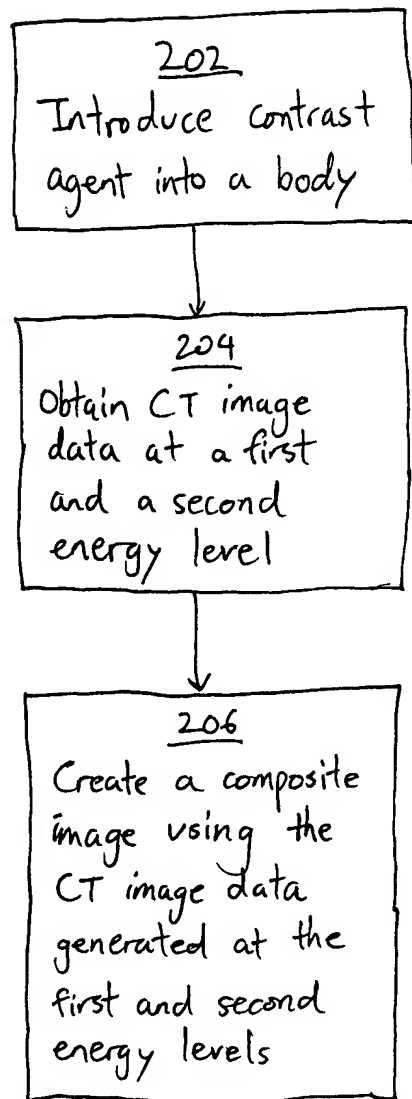 202
Introduce contrast
agent into a body
204
Obtain CT image
data at a first
and a second
energy level
206
Create a composite
image using the
CT image data
generated at the
first and second
energy levels